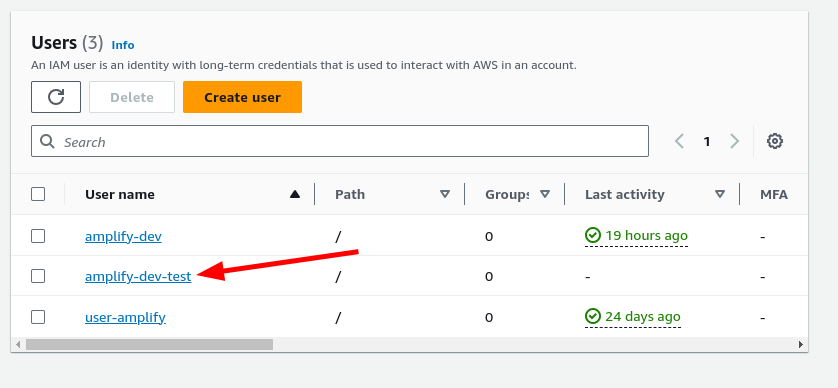 Users (3) Info
An IAM user is an identity with long-term credentials that is used to interact with AWS in an account.
Delete Create user
Search 1
User name Path Groups Last activity MFA
amplify-dev / 0 19 hours ago -
amplify-dev-test / 0 - -
user-amplify / 0 24 days ago -